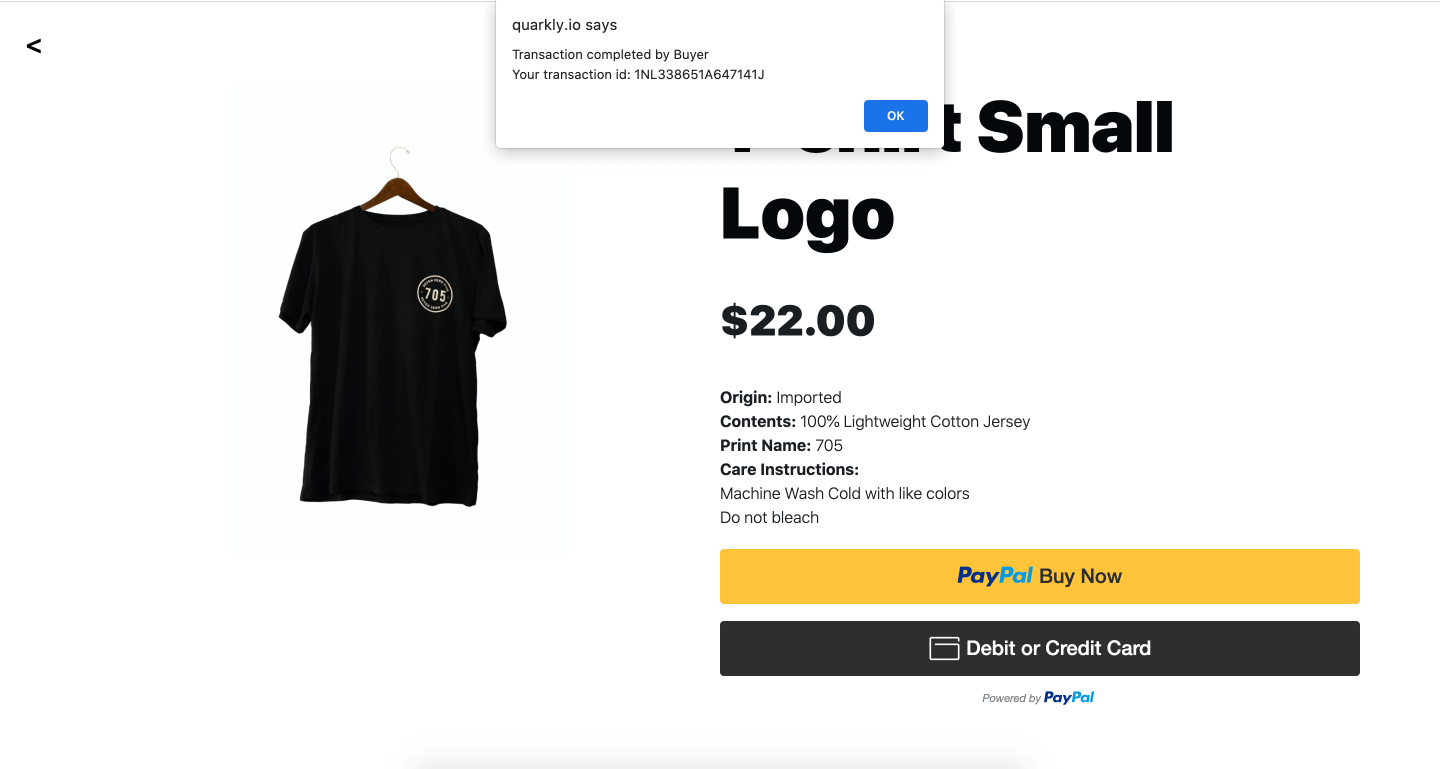 quarkly.io says
Transaction completed by Buyer
Your transaction id: 1NL338651A647141J
OK
<
Small
Logo
705
$22.00
Origin: Imported
Contents: 100% Lightweight Cotton Jersey
Print Name: 705
Care Instructions:
Machine Wash Cold with like colors
Do not bleach
PayPal Buy Now
Debit or Credit Card
Powered by PayPal